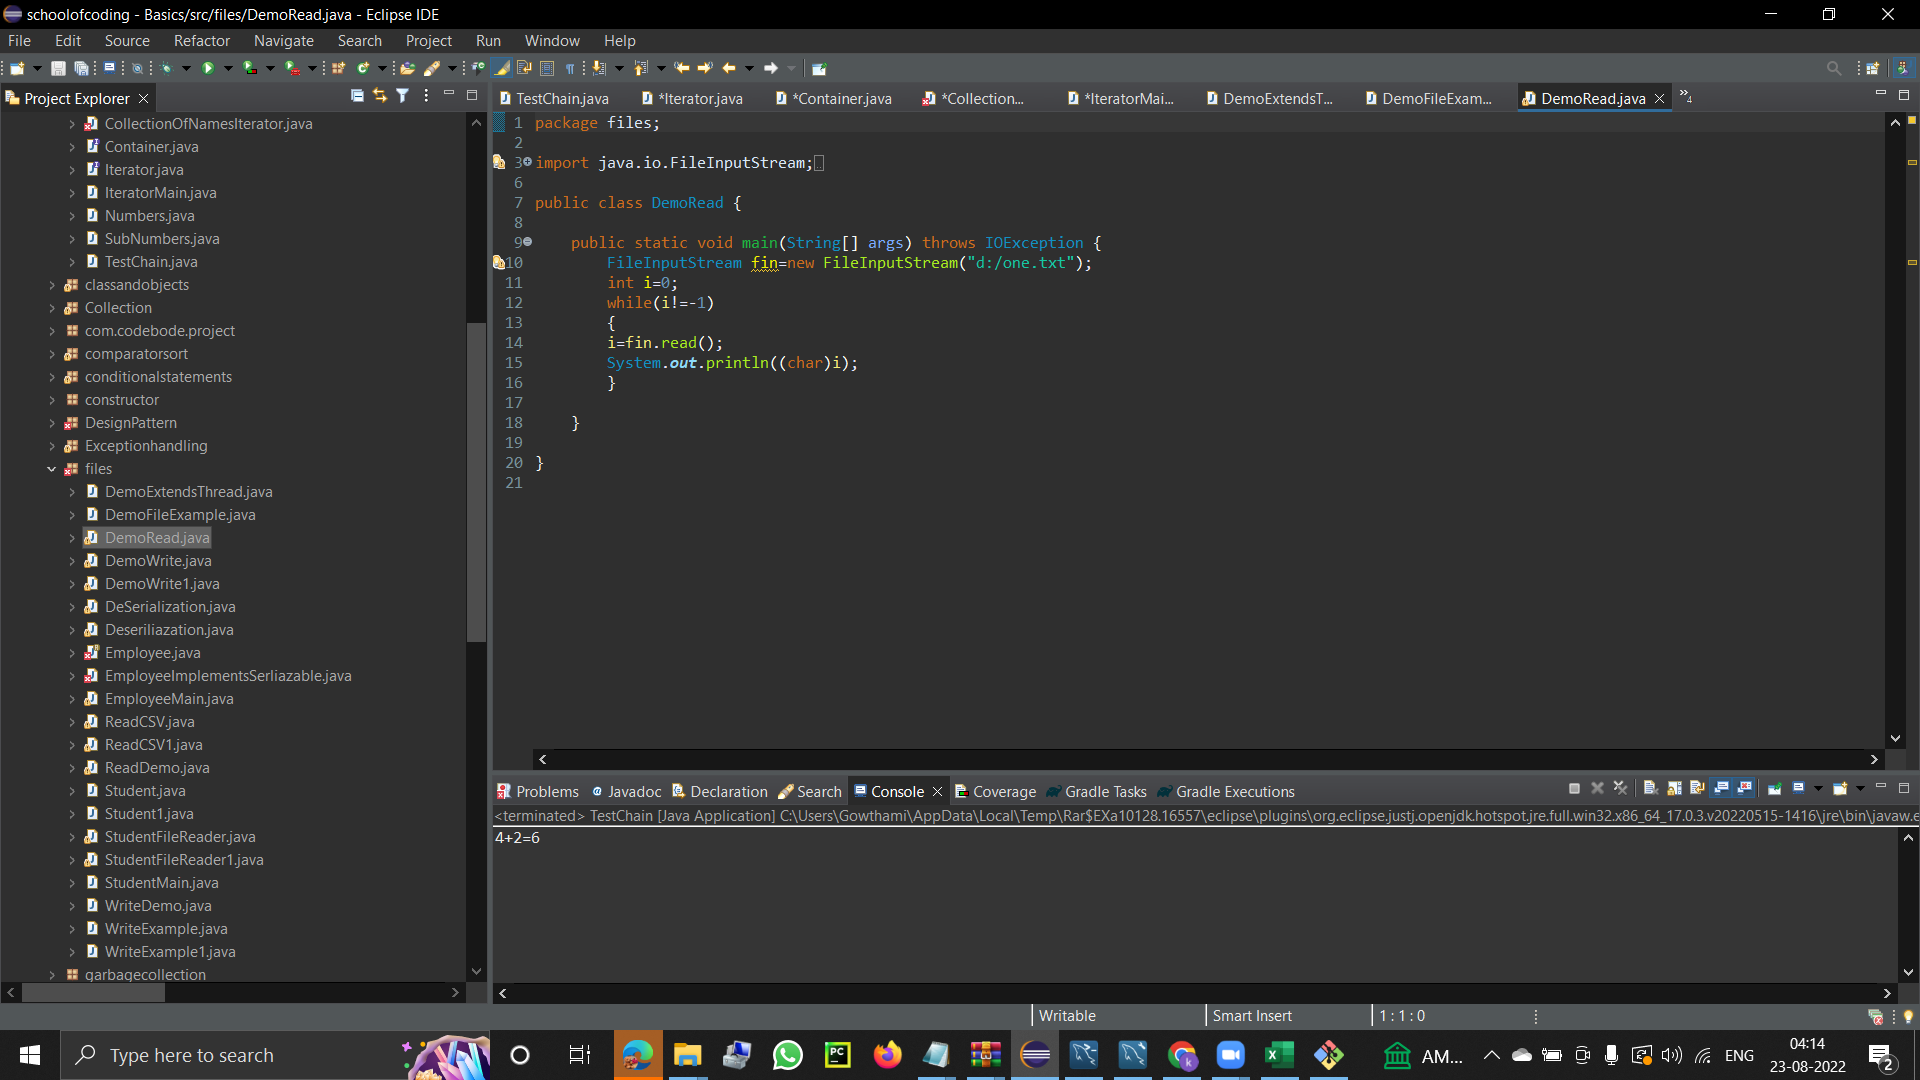 schoolofcoding - Basics/src/files/DemoRead.java - Eclipse IDE
File Edit Source Refactor Navigate Search Project Run Window Help
Project Explorer
CollectionOfNamesIterator.java
Container.java
Iterator.java
IteratorMain.java
Numbers.java
SubNumbers.java
TestChain.java
classandobjects
Collection
com.codebode.project
comparatorsort
conditionalstatements
constructor
DesignPattern
Exceptionhandling
files
DemoExtendsThread.java
DemoFileExample.java
DemoRead.java
DemoWrite.java
DemoWrite1.java
DeSerialization.java
Deseriliazation.java
Employee.java
EmployeeImplementsSerliazable.java
EmployeeMain.java
ReadCSV.java
ReadCSV1.java
ReadDemo.java
Student.java
Student1.java
StudentFileReader.java
StudentFileReader1.java
StudentMain.java
WriteDemo.java
WriteExample.java
WriteExample1.java
garbagecollection
TestChain.java *Iterator.java *Container.java *Collection... *IteratorMai... DemoExtendsT... DemoFileExam... DemoRead.java »4
1 package files;
2
3 import java.io.FileInputStream;
6
7 public class DemoRead {
8
9 public static void main(String[] args) throws IOException {
10 FileInputStream fin=new FileInputStream("d:/one.txt");
11 int i=0;
12 while(i!=-1)
13 {
14 i=fin.read();
15 System.out.println((char)i);
16 }
17
18 }
19
20 }
21
Problems Javadoc Declaration Search Console Coverage Gradle Tasks Gradle Executions
<terminated> TestChain [Java Application] C:\Users\Gowthami\AppData\Local\Temp\Rar$EXa10128.16557\eclipse\plugins\org.eclipse.justj.openjdk.hotspot.jre.full.win32.x86_64_17.0.3.v20220515-1416\jre\bin\javaw.e
4+2=6
Writable Smart Insert 1 : 1 : 0
Type here to search
PC
AM...
ENG
04:14
23-08-2022
2